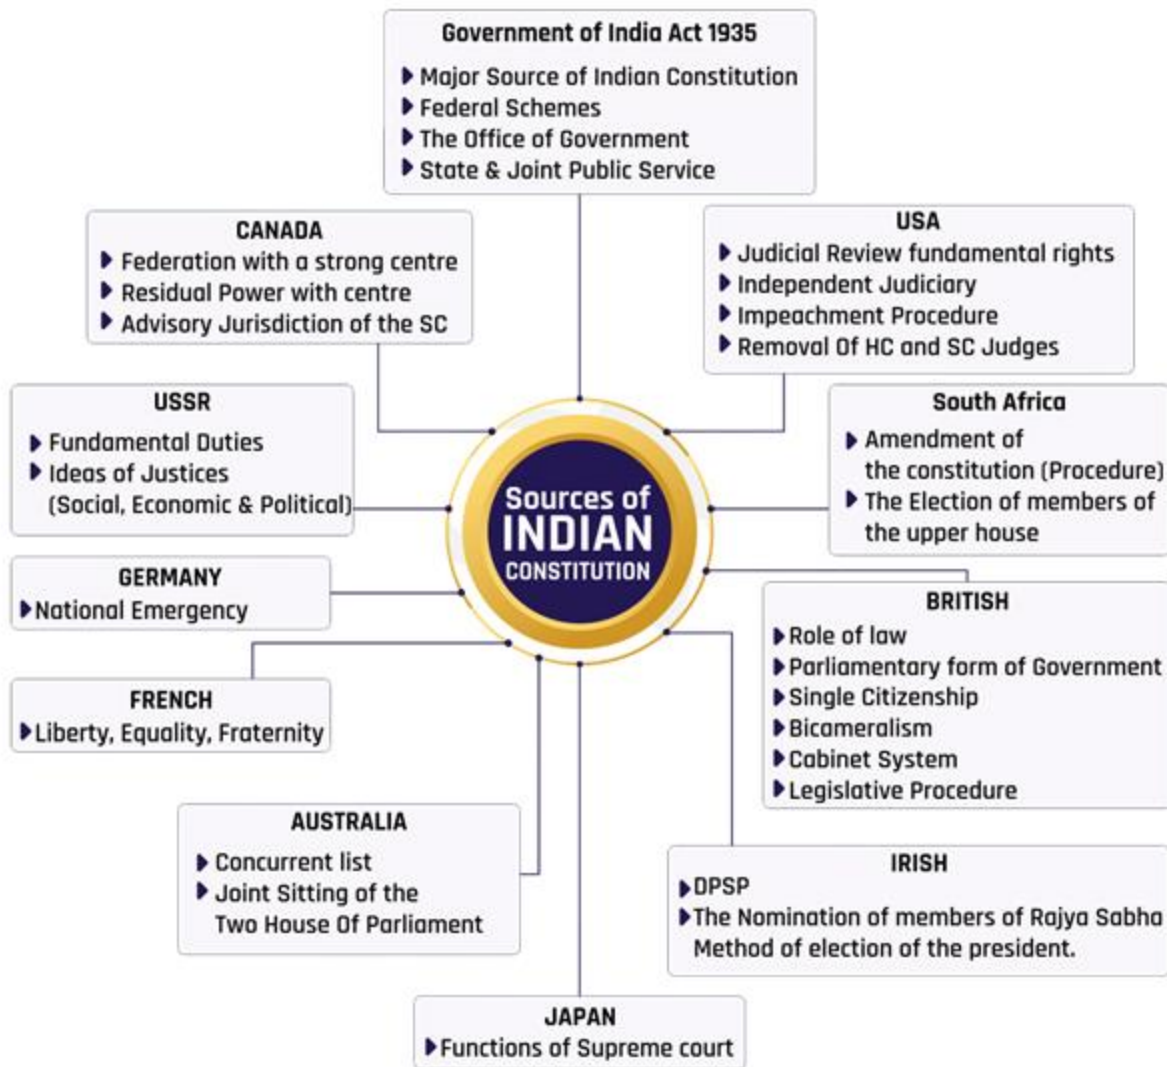 Government of India Act 1935
Major Source of Indian Constitution
Federal Schemes
The Office of Government
State & Joint Public Service
CANADA
Federation with a strong centre
Residual Power with centre
Advisory Jurisdiction of the SC
USA
Judicial Review fundamental rights
Independent Judiciary
Impeachment Procedure
Removal Of HC and SC Judges
USSR
Fundamental Duties
Ideas of Justices
(Social, Economic & Political)
South Africa
Amendment of
the constitution (Procedure)
The Election of members of
the upper house
Sources of
INDIAN
CONSTITUTION
GERMANY
National Emergency
BRITISH
Role of law
Parliamentary form of Government
Single Citizenship
Bicameralism
Cabinet System
Legislative Procedure
FRENCH
Liberty, Equality, Fraternity
AUSTRALIA
Concurrent list
Joint Sitting of the
Two House Of Parliament
IRISH
DPSP
The Nomination of members of Rajya Sabha
Method of election of the president.
JAPAN
Functions of Supreme court